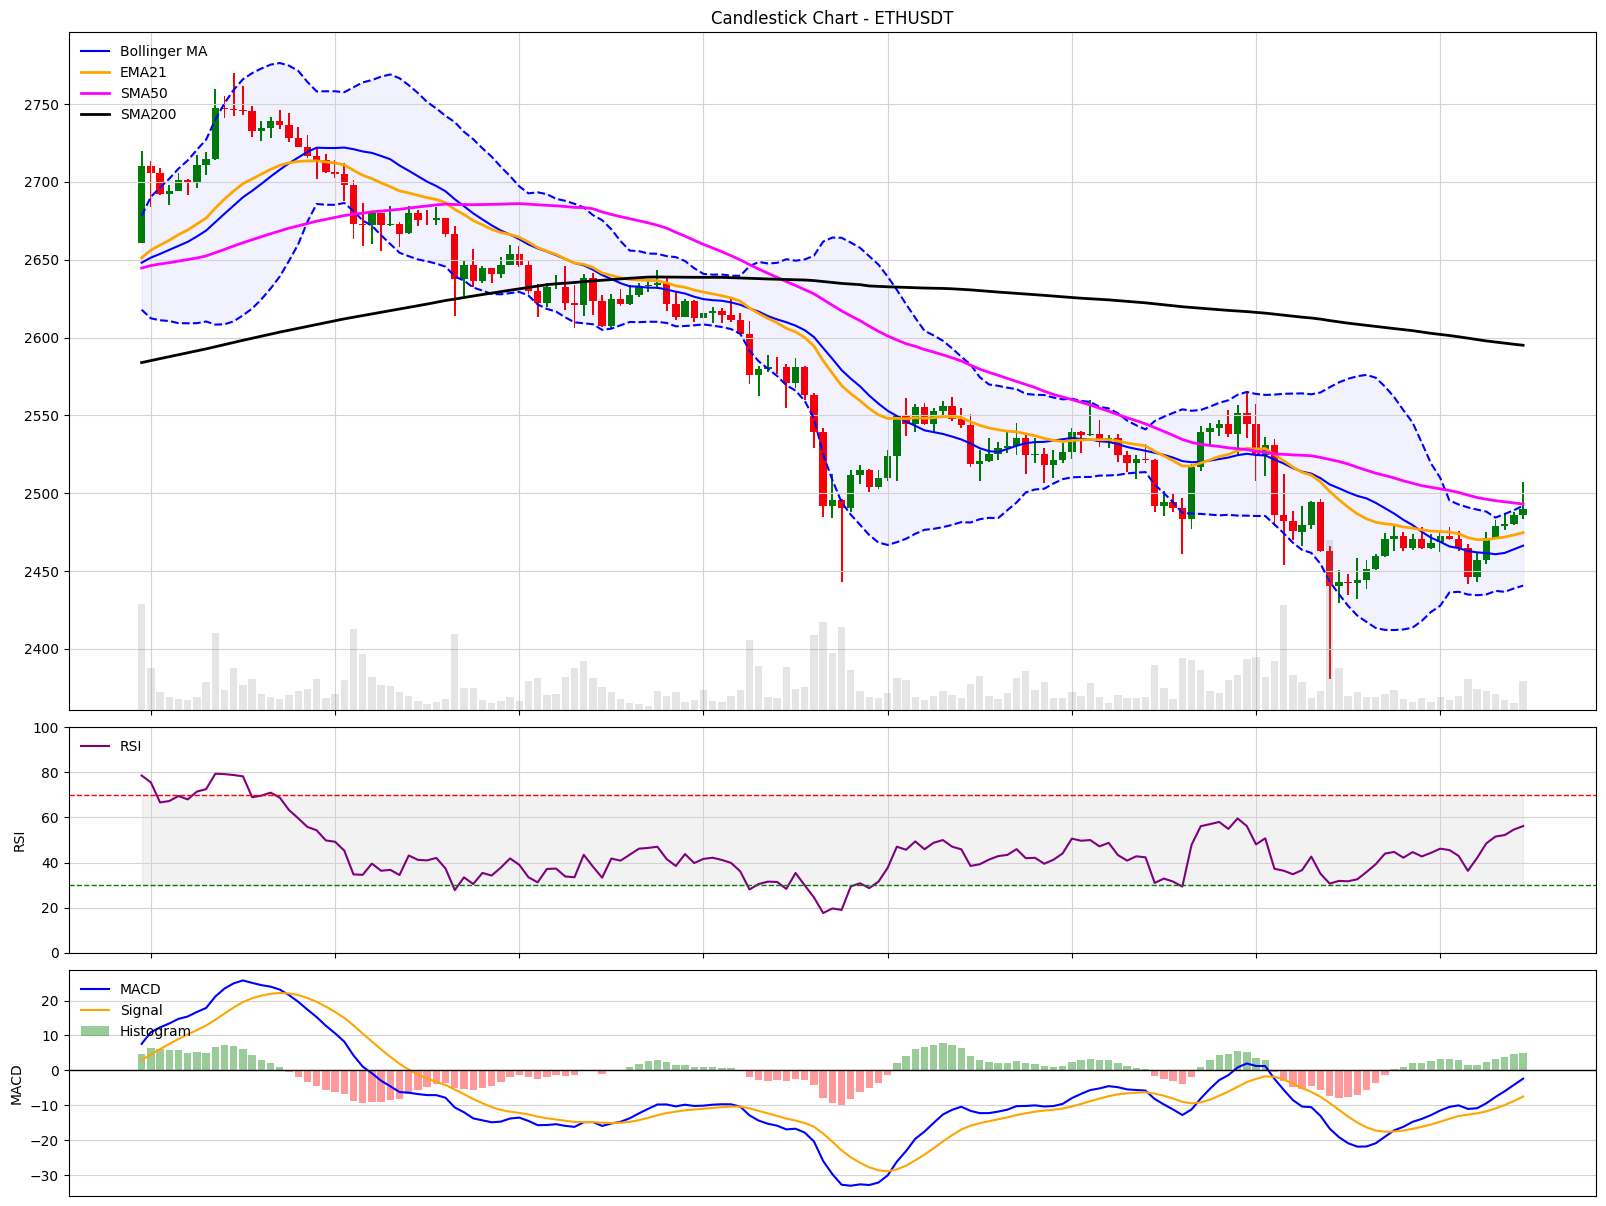 Candlestick Chart - ETHUSDT
Bollinger MA
EMA21
SMA50
SMA200
2750
2700
2650
2600
2550
2500
2450
2400
RSI
100
80
60
40
20
0
RSI
MACD
Signal
Histogram
20
10
0
−10
−20
−30
MACD